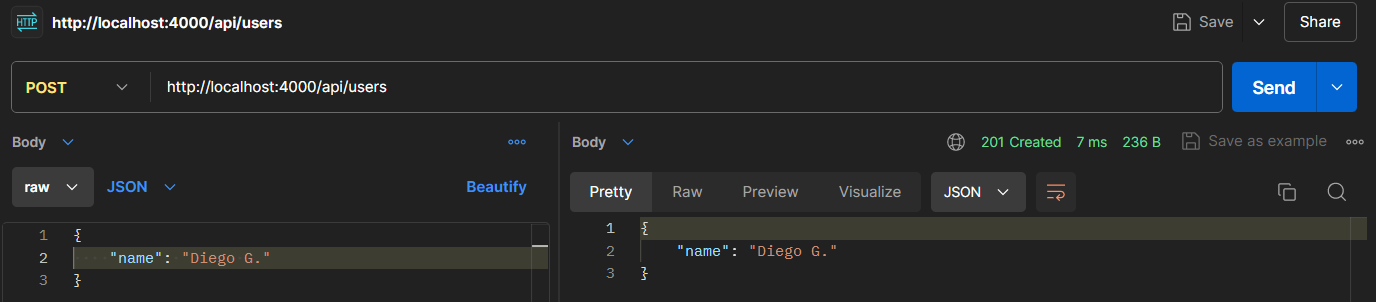 HTTP http://localhost:4000/api/users Save Share
POST http://localhost:4000/api/users Send
Body Body 201 Created 7 ms 236 B Save as example
raw JSON Beautify Pretty Raw Preview Visualize JSON
1 {
2 "name": "Diego G."
3 }
1 {
2 "name": "Diego G."
3 }